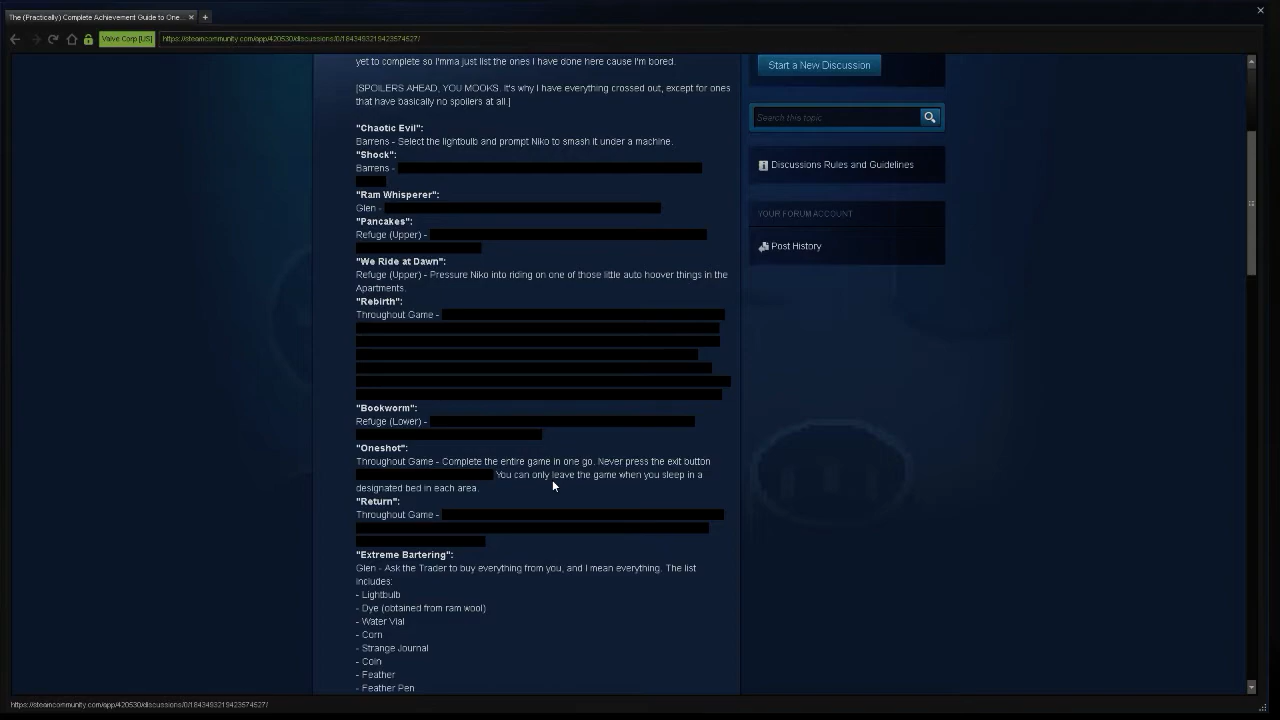 The (Practically) Complete Achievement Guide to One...
Valve Corp [US]
https://steamcommunity.com/app/420530/discussions/0/1843493219423574527/
yet to complete so I'mma just list the ones I have done here cause I'm bored.
[SPOILERS AHEAD, YOU MOOKS. It's why I have everything crossed out, except for ones
that have basically no spoilers at all.]
"Chaotic Evil":
Barrens - Select the lightbulb and prompt Niko to smash it under a machine.
"Shock":
Barrens -
"Ram Whisperer":
Glen -
"Pancakes":
Refuge (Upper) -
"We Ride at Dawn":
Refuge (Upper) - Pressure Niko into riding on one of those little auto hoover things in the
Apartments.
"Rebirth":
Throughout Game -
"Bookworm":
Refuge (Lower) -
"Oneshot":
Throughout Game - Complete the entire game in one go. Never press the exit button
You can only leave the game when you sleep in a
designated bed in each area.
"Return":
Throughout Game -
"Extreme Bartering":
Glen - Ask the Trader to buy everything from you, and I mean everything. The list
includes:
- Lightbulb
- Dye (obtained from ram wool)
- Water Vial
- Corn
- Strange Journal
- Coin
- Feather
- Feather Pen
Start a New Discussion
Search this topic
Discussions Rules and Guidelines
YOUR FORUM ACCOUNT
Post History
https://steamcommunity.com/app/420530/discussions/0/1843493219423574527/